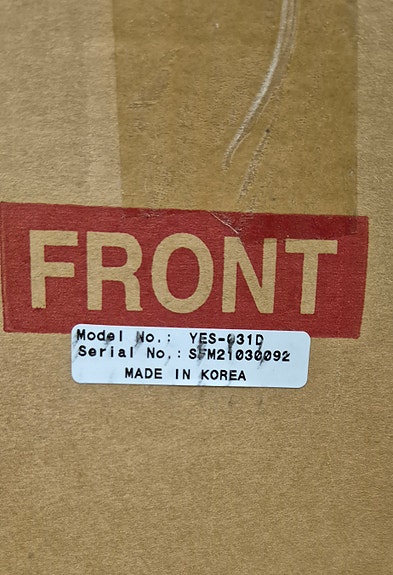 FRONT
Model No.: YES-031D
Serial No.: SFM21030092
MADE IN KOREA